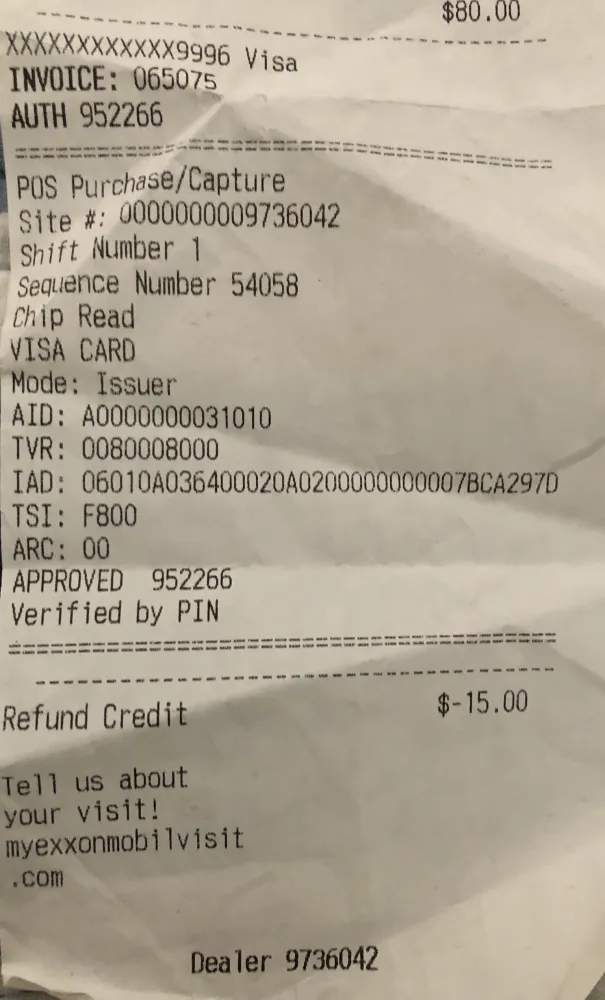 $80.00
XXXXXXXXXXXX9996 Visa
INVOICE: 065075
AUTH 952266
POS Purchase/Capture
Site #: 0000000009736042
Shift Number 1
Sequence Number 54058
Chip Read
VISA CARD
Mode: Issuer
AID: A0000000031010
TVR: 0080008000
IAD: 06010A036400020A0200000000007BCA297D
TSI: F800
ARC: 00
APPROVED 952266
Verified by PIN
Refund Credit $-15.00
Tell us about
your visit!
myexxonmobilvisit
.com
Dealer 9736042